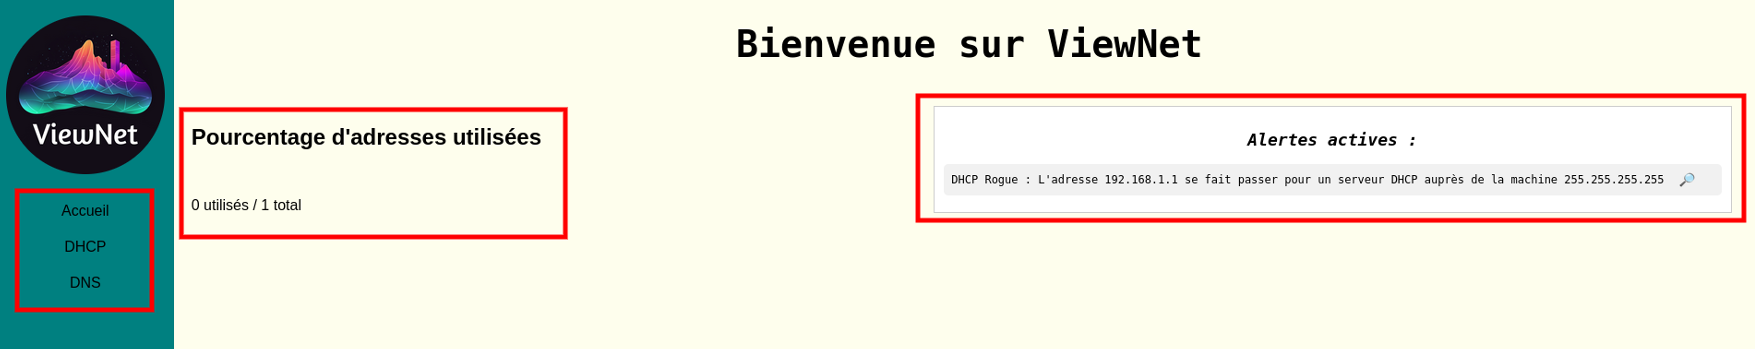 ViewNet
Accueil
DHCP
DNS
Bienvenue sur ViewNet
Pourcentage d'adresses utilisées
0 utilisés / 1 total
Alertes actives :
DHCP Rogue : L'adresse 192.168.1.1 se fait passer pour un serveur DHCP auprès de la machine 255.255.255.255